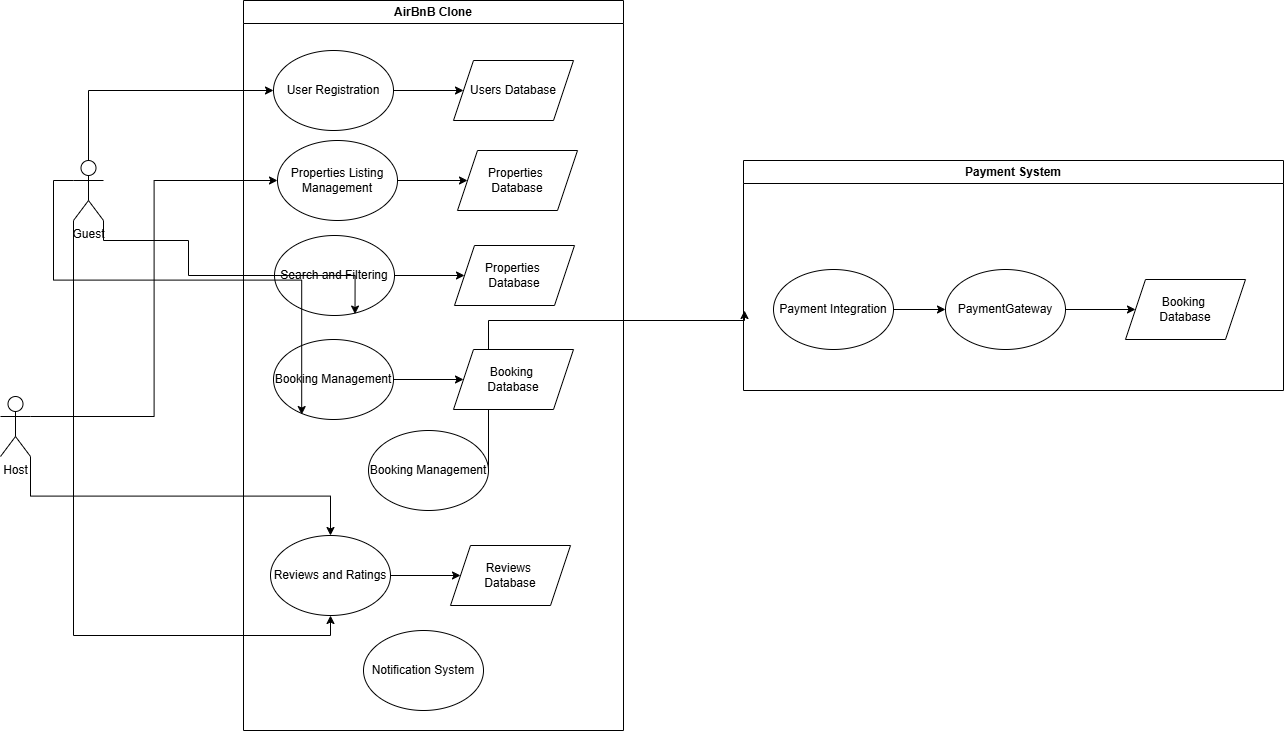 AirBnB Clone
User Registration
Users Database
Properties Listing
Management
Properties
Database
Guest
Search and Filtering
Properties
Database
Booking Management
Booking
Database
Host
Booking Management
Reviews and Ratings
Reviews
Database
Notification System
Payment System
Payment Integration
PaymentGateway
Booking
Database